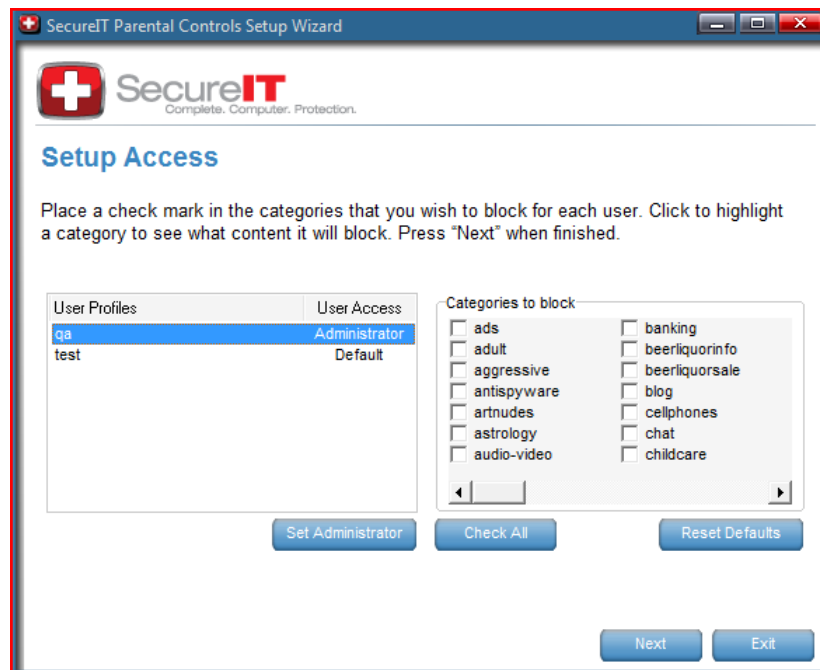 SecureIT Parental Controls Setup Wizard
SecureIT
Complete. Computer. Protection.
Setup Access
Place a check mark in the categories that you wish to block for each user. Click to highlight
a category to see what content it will block. Press “Next” when finished.
User Profiles User Access
qa Administrator
test Default
Categories to block
ads banking
adult beerliquorinfo
aggressive beerliquorsale
antispyware blog
artnudes cellphones
astrology chat
audio-video childcare
Set Administrator Check All Reset Defaults
Next Exit